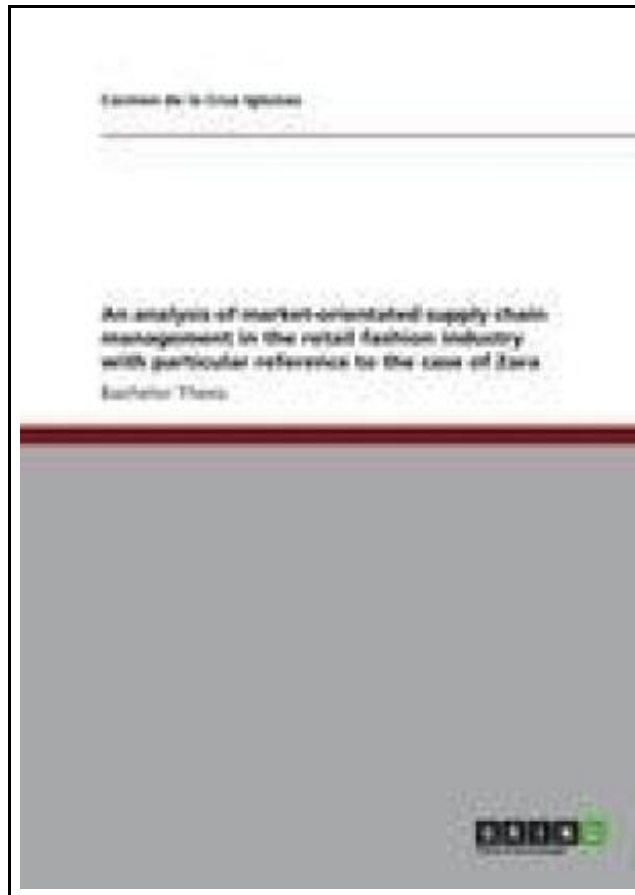 Carmen de la Cruz Iglesias
An analysis of market-orientated supply chain
management in the retail fashion industry
with particular reference to the case of Zara
Bachelor Thesis
GRIN